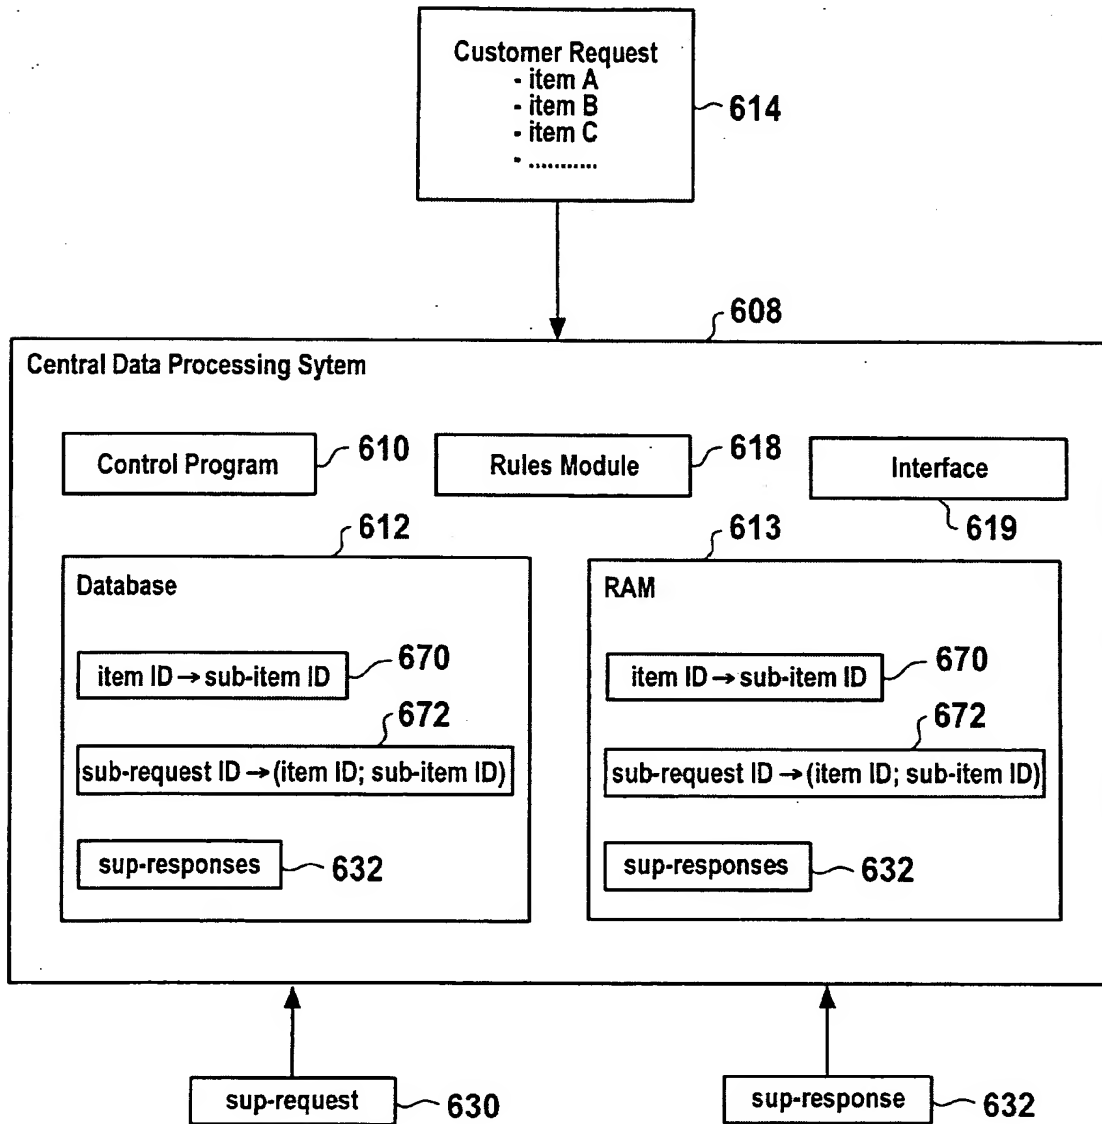 Customer Request
- item A
- item B
- item C
- ............
614
608
Central Data Processing Sytem
Control Program
610
Rules Module
618
Interface
619
612
Database
item ID → sub-item ID
670
672
sub-request ID → (item ID; sub-item ID)
sup-responses
632
613
RAM
item ID → sub-item ID
670
672
sub-request ID → (item ID; sub-item ID)
sup-responses
632
sup-request
630
sup-response
632